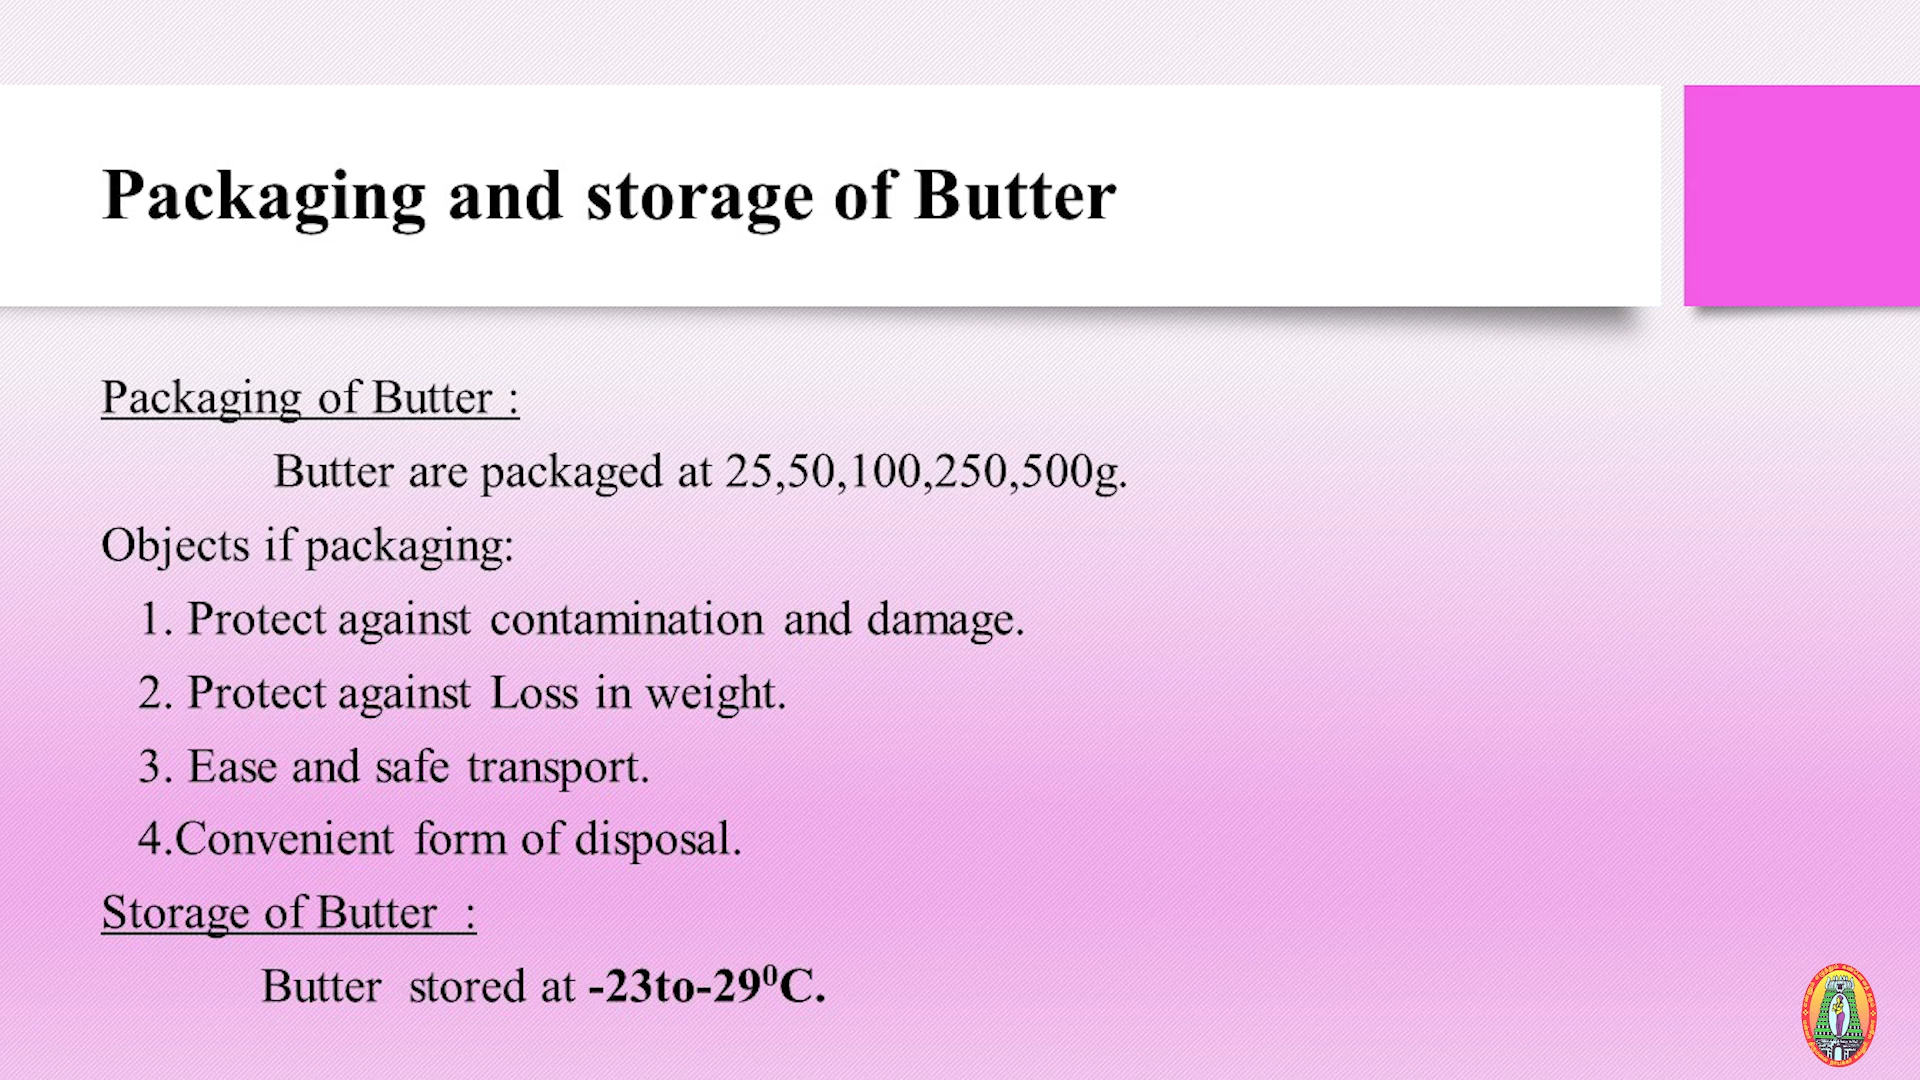 Packaging and storage of Butter
Packaging of Butter :
Butter are packaged at 25,50,100,250,500g.
Objects if packaging:
1. Protect against contamination and damage.
2. Protect against Loss in weight.
3. Ease and safe transport.
4.Convenient form of disposal.
Storage of Butter :
Butter stored at -23to-29⁰C.